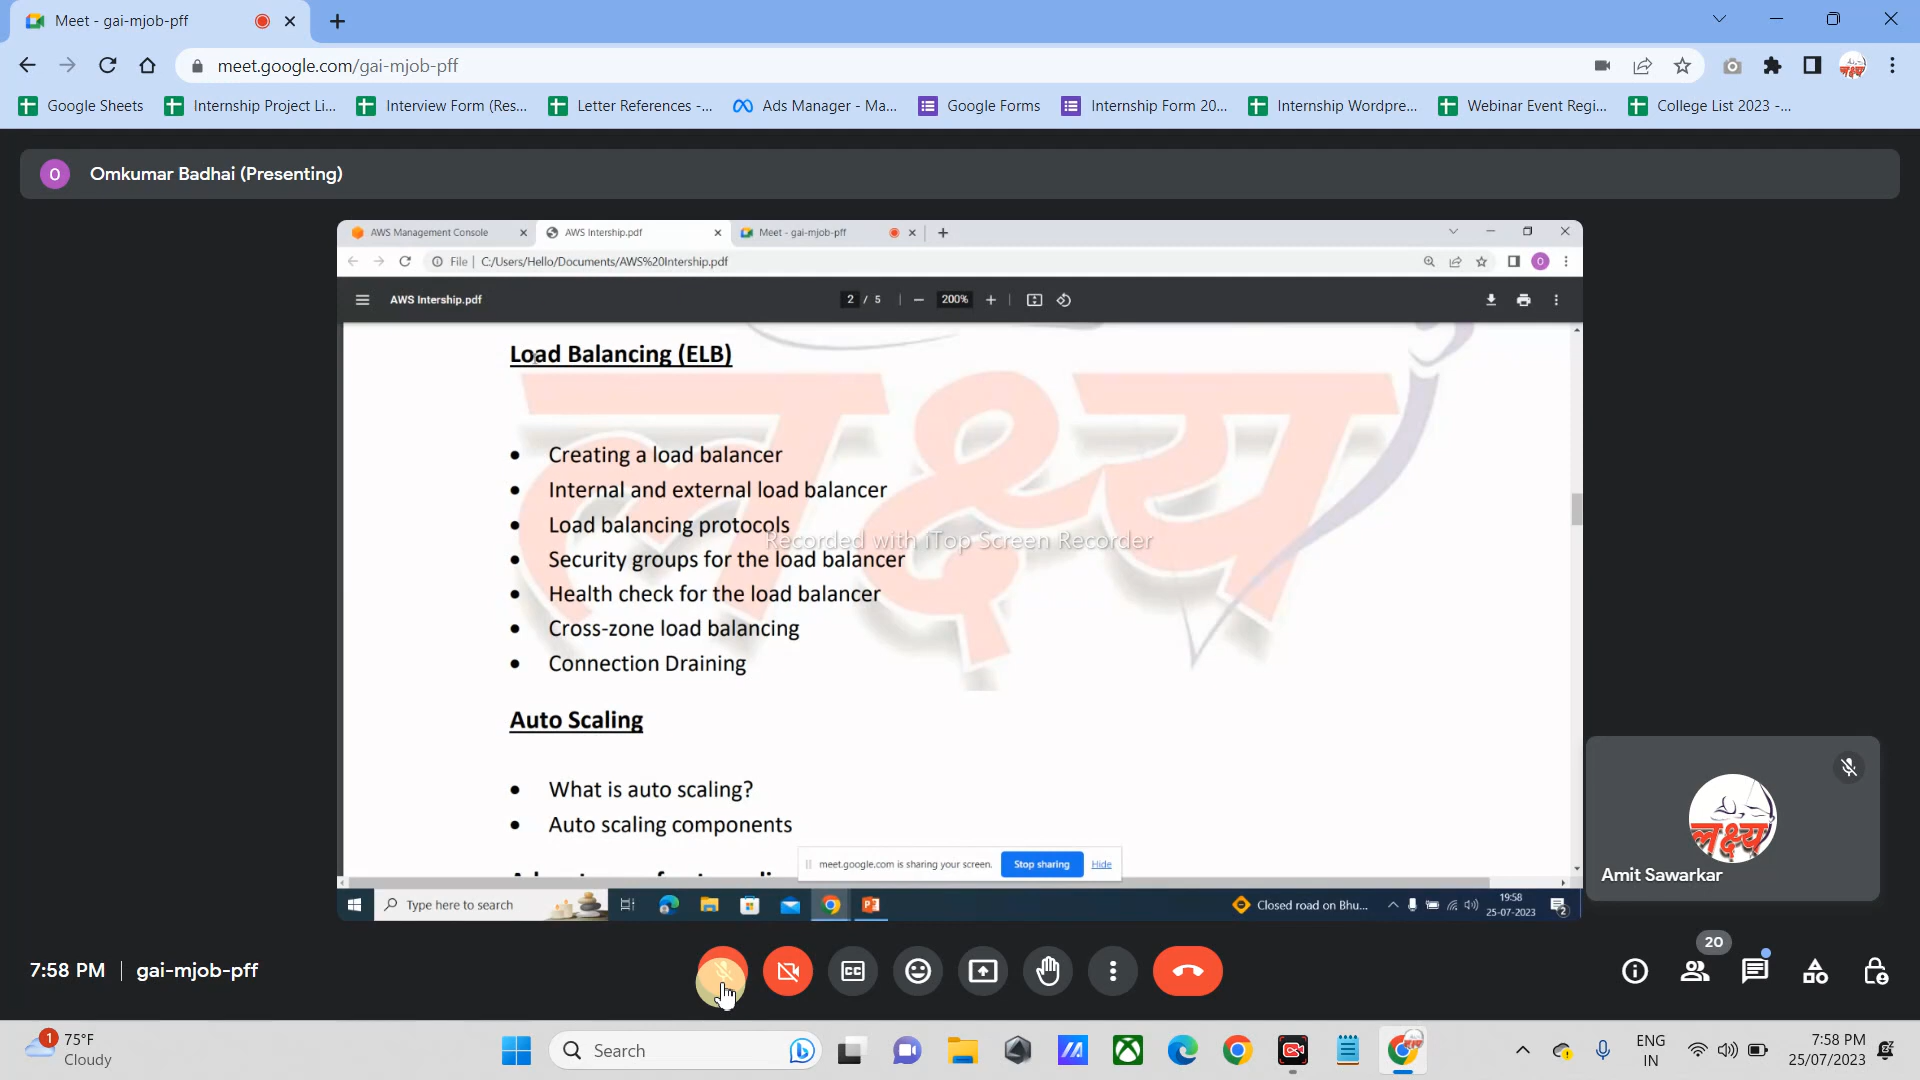 Meet - gai-mjob-pff
meet.google.com/gai-mjob-pff
Google Sheets Internship Project Li... Interview Form (Res... Letter References -... Ads Manager - Ma... Google Forms Internship Form 20... Internship Wordpre... Webinar Event Regi... College List 2023 -...
O Omkumar Badhai (Presenting)
AWS Management Console AWS Intership.pdf Meet - gai-mjob-pff
File C:/Users/Hello/Documents/AWS%20Intership.pdf O
AWS Intership.pdf 2 / 5 200%
Load Balancing (ELB)
लक्ष्य
• Creating a load balancer
• Internal and external load balancer
• Load balancing protocols
Recorded with iTop Screen Recorder
• Security groups for the load balancer
• Health check for the load balancer
• Cross-zone load balancing
• Connection Draining
Auto Scaling
• What is auto scaling?
• Auto scaling components
meet.google.com is sharing your screen. Stop sharing Hide
लक्ष्य
Amit Sawarkar
Type here to search Closed road on Bhu... 19:58
25-07-2023 2
20
7:58 PM gai-mjob-pff
1 75°F
Cloudy
Search
ENG
IN
7:58 PM
25/07/2023